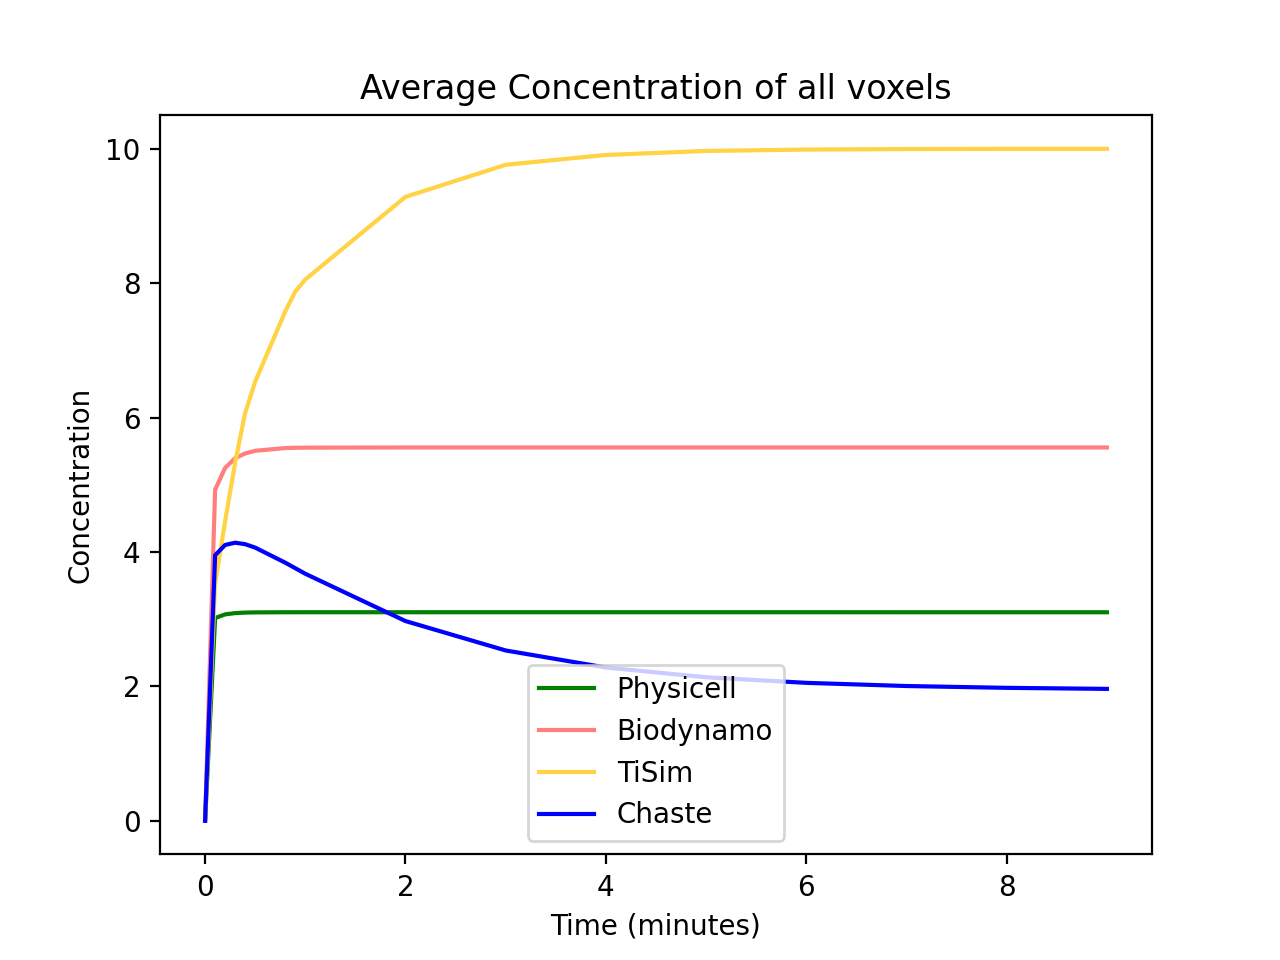 Average Concentration of all voxels
10
8
6
4
2
0
Concentration
Physicell
Biodynamo
TiSim
Chaste
0 2 4 6 8
Time (minutes)